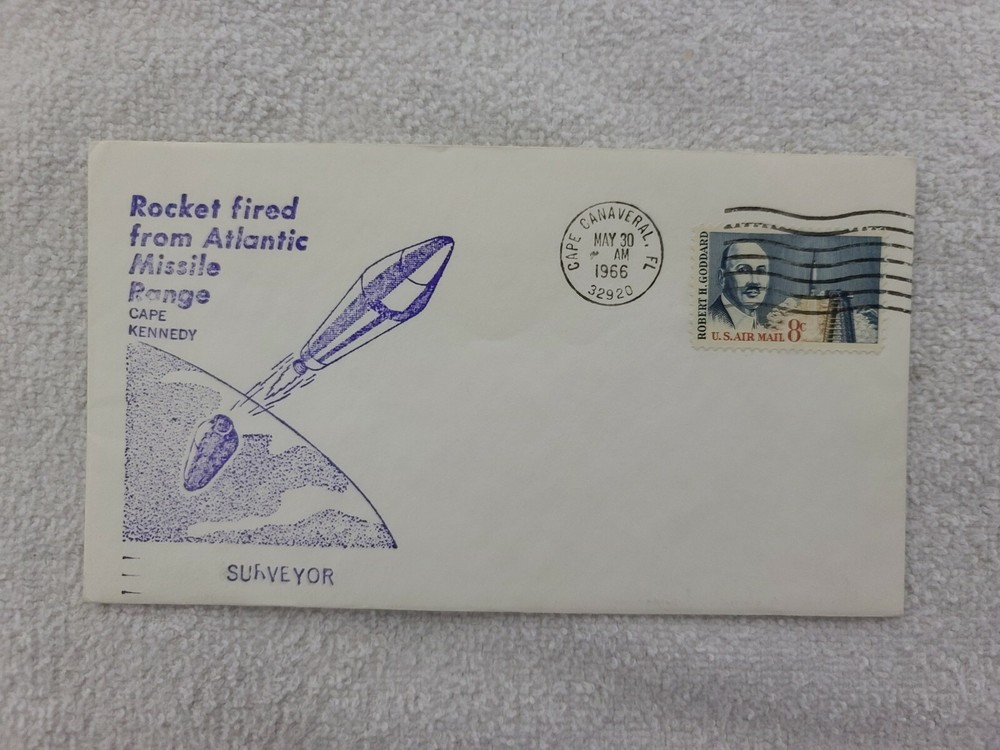 Rocket fired
from Atlantic
Missile
Range
CAPE
KENNEDY
SURVEYOR
CAPE CANAVERAL, FL
MAY 30
AM
1966
32920
ROBERT H. GODDARD
U.S. AIR MAIL 8c